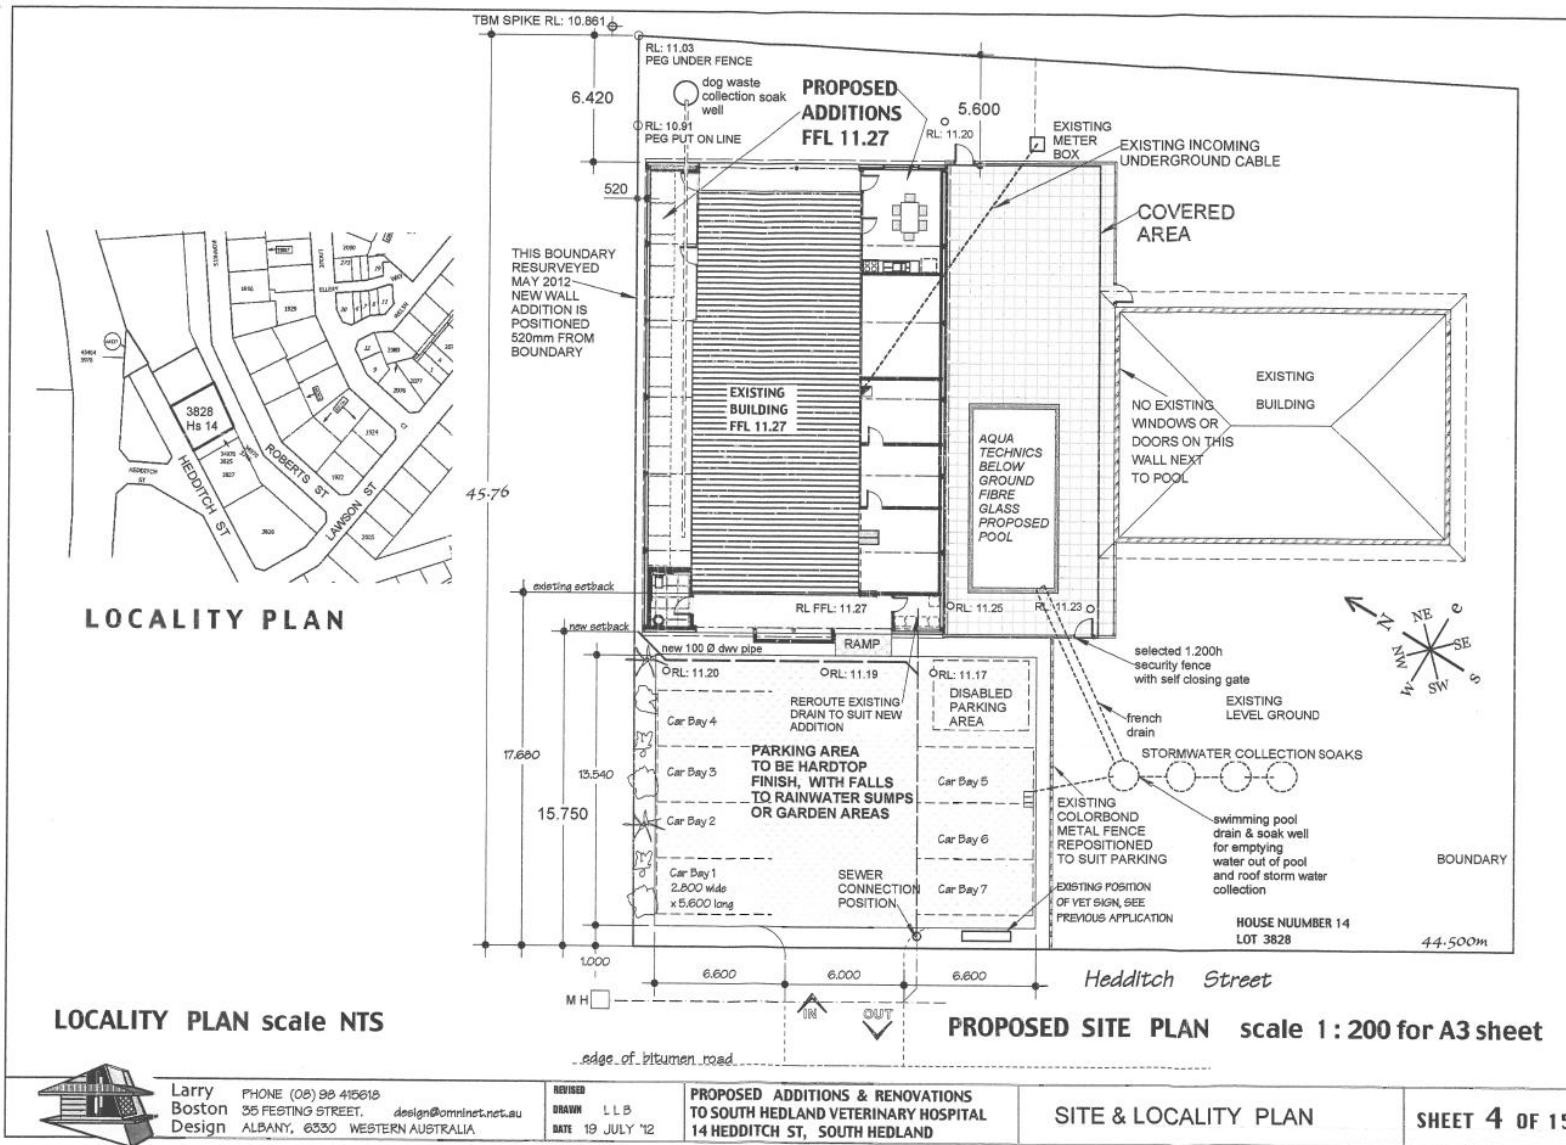 TBM SPIKE RL: 10.861
RL: 11.03
PEG UNDER FENCE
dog waste
collection soak
well
PROPOSED
ADDITIONS
FFL 11.27
6.420
5.600
RL: 10.91
PEG PUT ON LINE
RL: 11.20
EXISTING
METER
BOX
EXISTING INCOMING
UNDERGROUND CABLE
520
COVERED
AREA
THIS BOUNDARY
RESURVEYED
MAY 2012
NEW WALL
ADDITION IS
POSITIONED
520mm FROM
BOUNDARY
EXISTING
BUILDING
FFL 11.27
EXISTING
BUILDING
NO EXISTING
WINDOWS OR
DOORS ON THIS
WALL NEXT
TO POOL
AQUA
TECHNICS
BELOW
GROUND
FIBRE
GLASS
PROPOSED
POOL
45.76
3828
Hs 14
HEDDITCH ST
HEDDITCH
ST
ROBERTS ST
LAWSON ST
LOCALITY PLAN
existing setback
RL FFL: 11.27
RL: 11.25
RL: 11.23
new setback
new 100 Ø dwv pipe
RAMP
RL: 11.20
RL: 11.19
RL: 11.17
DISABLED
PARKING
AREA
REROUTE EXISTING
DRAIN TO SUIT NEW
ADDITION
selected 1.200h
security fence
with self closing gate
NE
e
SE
s
SW
w
NW
N
EXISTING
LEVEL GROUND
french
drain
STORMWATER COLLECTION SOAKS
Car Bay 4
Car Bay 3
Car Bay 2
Car Bay 1
2.800 wide
x 5.600 long
PARKING AREA
TO BE HARDTOP
FINISH, WITH FALLS
TO RAINWATER SUMPS
OR GARDEN AREAS
Car Bay 5
Car Bay 6
Car Bay 7
17.680
13.540
15.750
EXISTING
COLORBOND
METAL FENCE
REPOSITIONED
TO SUIT PARKING
swimming pool
drain & soak well
for emptying
water out of pool
and roof storm water
collection
BOUNDARY
SEWER
CONNECTION
POSITION
EXISTING POSITION
OF VET SIGN, SEE
PREVIOUS APPLICATION
HOUSE NUUMBER 14
LOT 3828
44.500m
1.000
6.600
6.000
6.600
Hedditch Street
MH
IN
OUT
LOCALITY PLAN scale NTS
PROPOSED SITE PLAN scale 1 : 200 for A3 sheet
edge of bitumen road
Larry
Boston
Design
PHONE (08) 98 415618
35 FESTING STREET. design@omninet.net.au
ALBANY, 6330 WESTERN AUSTRALIA
REVISED
DRAWN LLB
DATE 19 JULY '12
PROPOSED ADDITIONS & RENOVATIONS
TO SOUTH HEDLAND VETERINARY HOSPITAL
14 HEDDITCH ST, SOUTH HEDLAND
SITE & LOCALITY PLAN
SHEET 4 OF 15